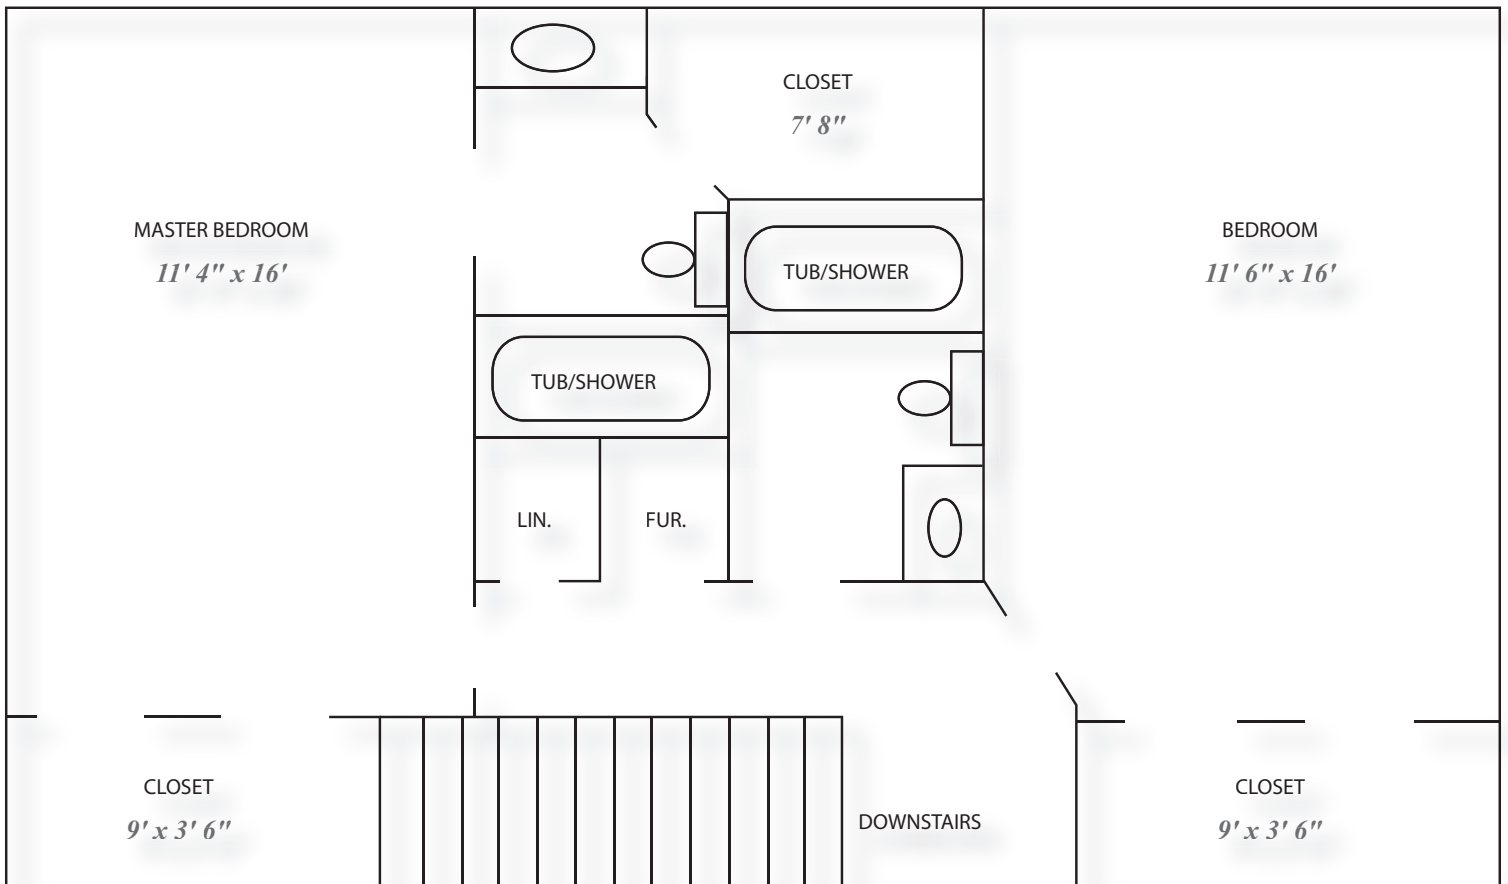 CLOSET
7' 8"
MASTER BEDROOM
11' 4" x 16'
TUB/SHOWER
BEDROOM
11' 6" x 16'
TUB/SHOWER
LIN.
FUR.
CLOSET
9' x 3' 6"
DOWNSTAIRS
CLOSET
9' x 3' 6"